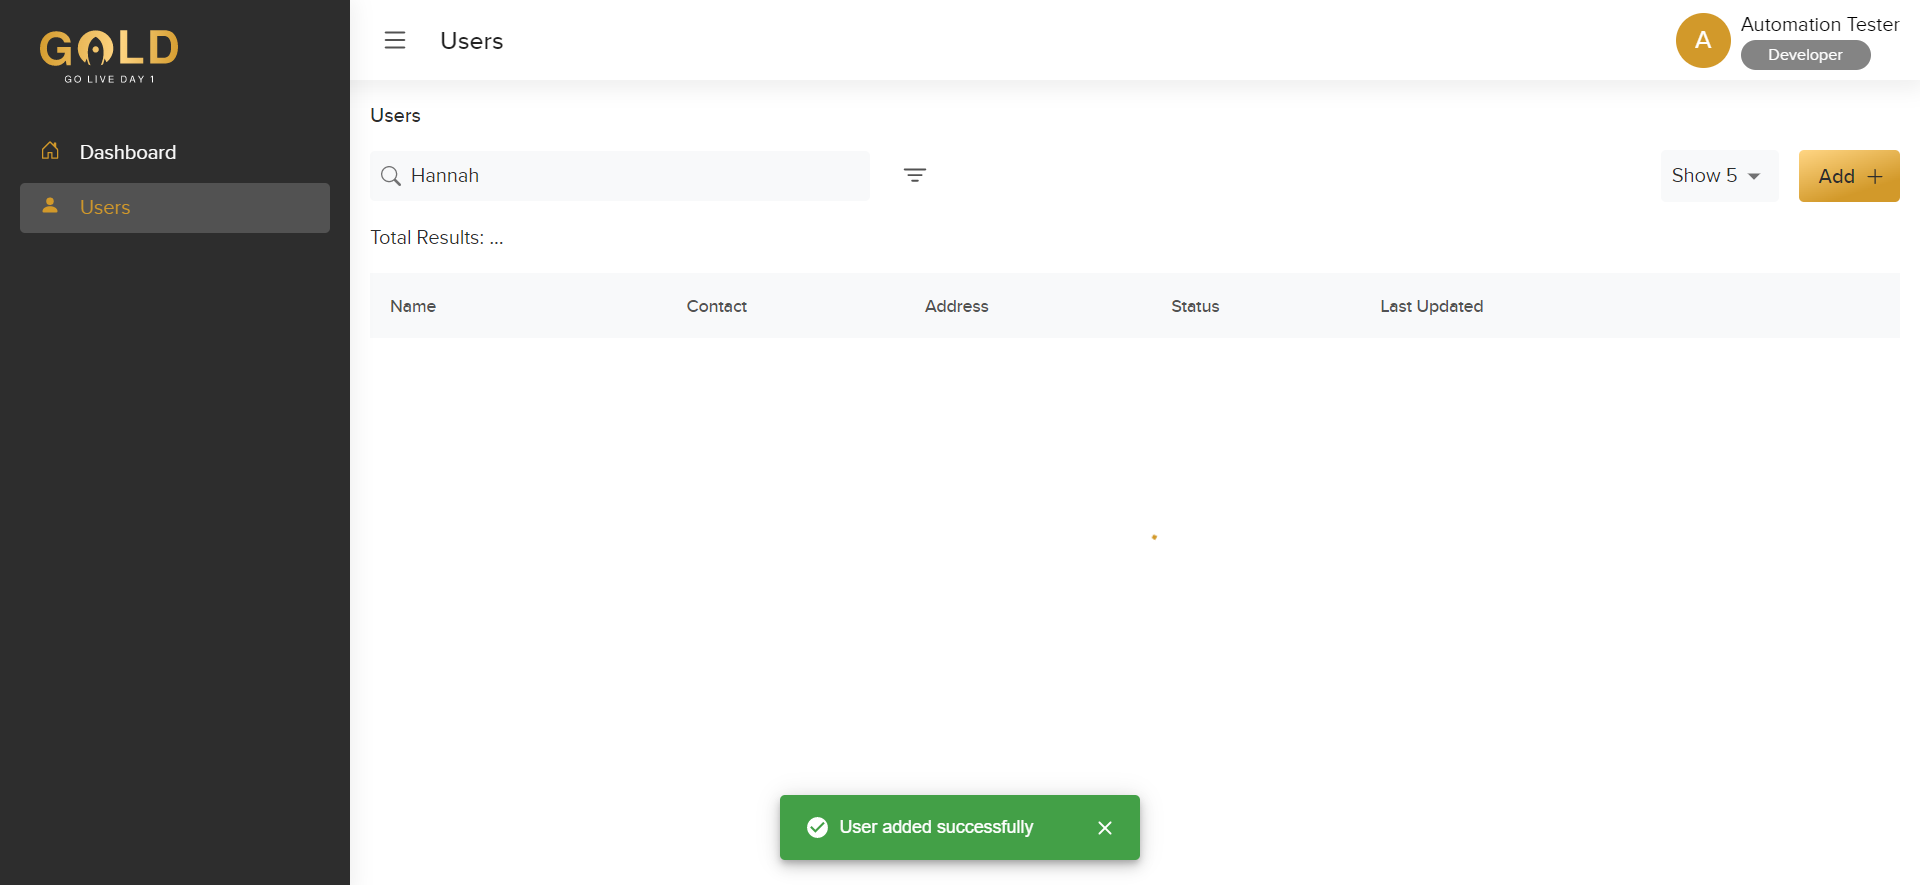 GOLD
GO LIVE DAY 1
Dashboard
Users
Users
A
Automation Tester
Developer
Users
Hannah
Show 5
Add +
Total Results: ...
Name Contact Address Status Last Updated
User added successfully